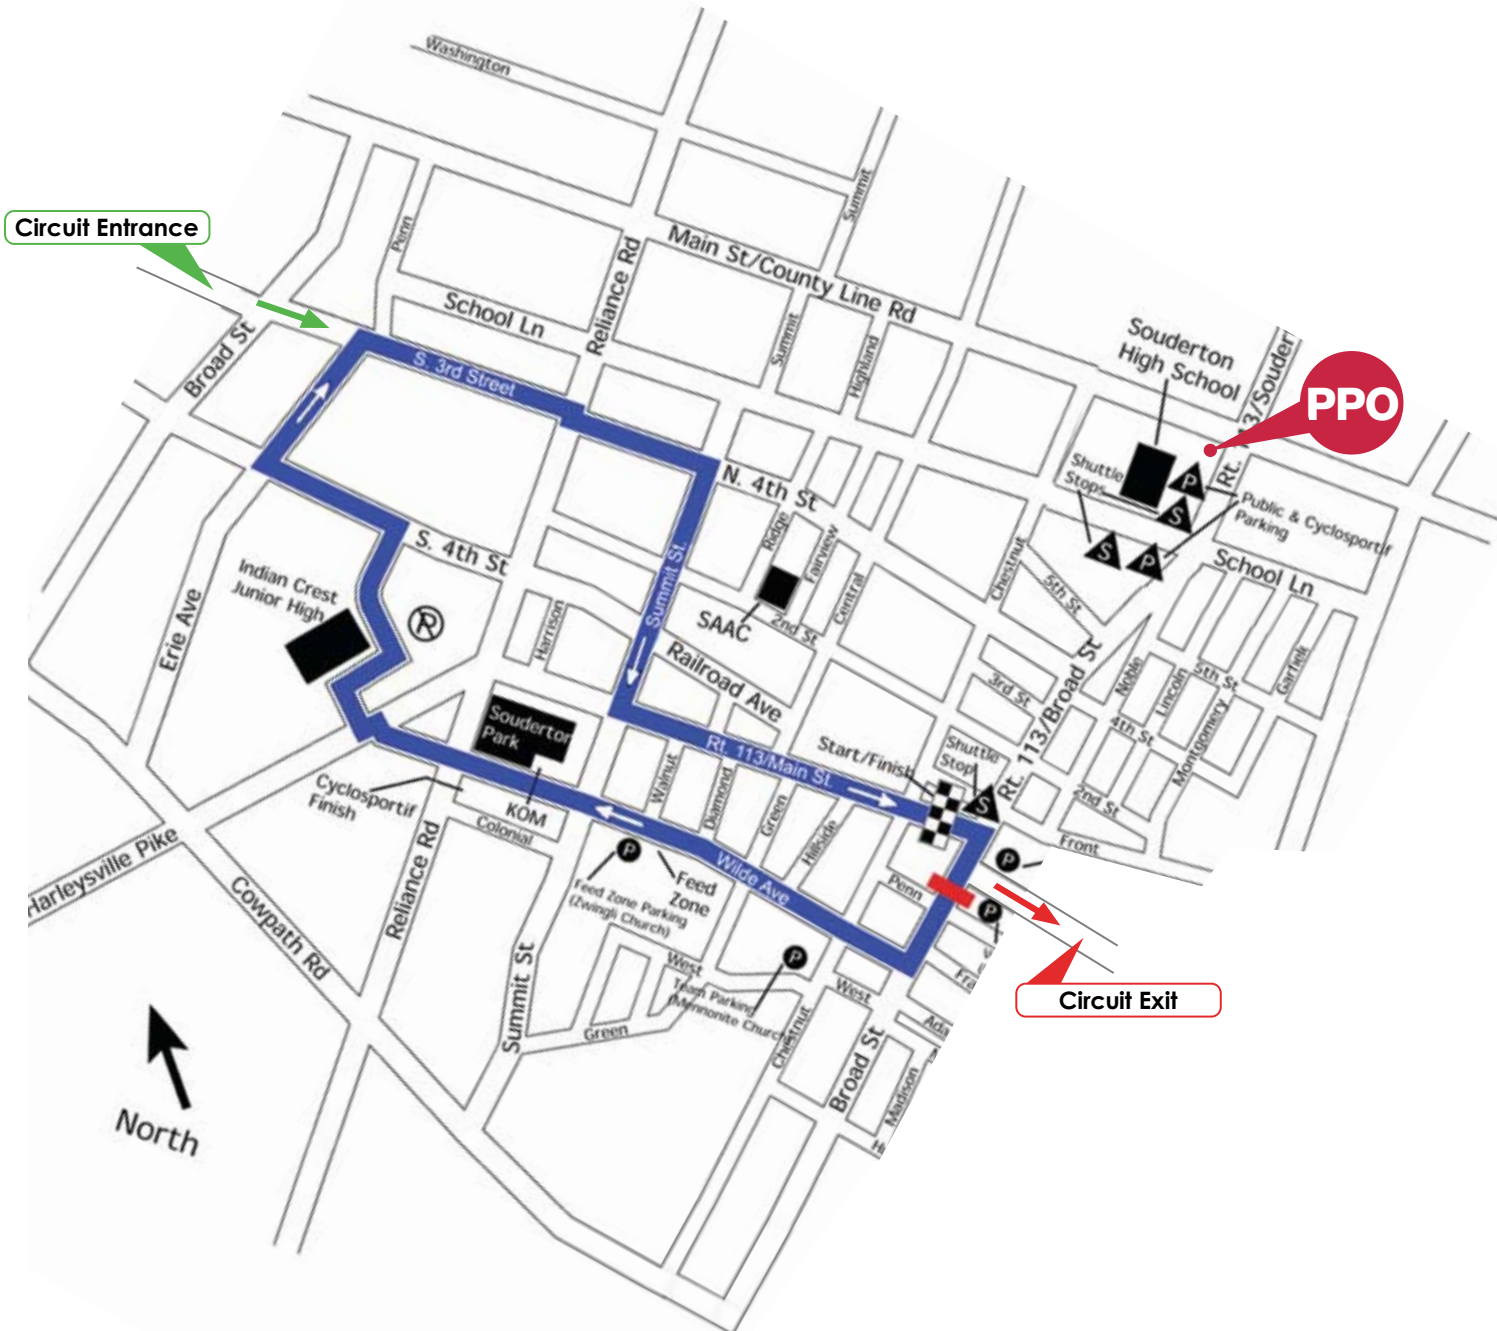 Washington
Summit
Circuit Entrance
Penn
Main St/County Line Rd
Reliance Rd
School Ln
Broad St
Summit
Highland
Souderton
High School
PPO
S. 3rd Street
Shuttle
Stops
P
S
S
P
Public & Cyclosportif
Parking
N. 4th St
Ridge
Fairview
Central
Chestnut
5th St
School Ln
S. 4th St
Indian Crest
Junior High
Erie Ave
R
Harrison
Summit St.
SAAC
2nd St
Railroad Ave
3rd St
Rt. 113/Broad St
Noble
Lincoln
5th St
Garfield
4th St
Montgomery
2nd St
Souderton
Park
KOM
Cyclosportif
Finish
Colonial
Walnut
Diamond
Green
Hillside
Rt. 113/Main St.
Start/Finish
Shuttle
Stop
S
Front
P
P
Penn
Circuit Exit
Wilde Ave
P
Feed
Zone
Feed Zone Parking
(Zwingli Church)
Harleysville Pike
Cowpath Rd
Reliance Rd
Summit St
West
Team Parking
(Mennonite Church
P
West
Green
Chestnut
Broad St
Madison
Fra
Ada
North